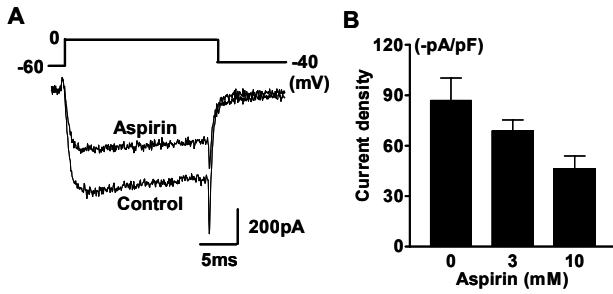 A
0
-60
-40
(mV)
Aspirin
Control
200pA
5ms
B
(-pA/pF)
120
90
60
30
0
Current density
0 3 10
Aspirin (mM)